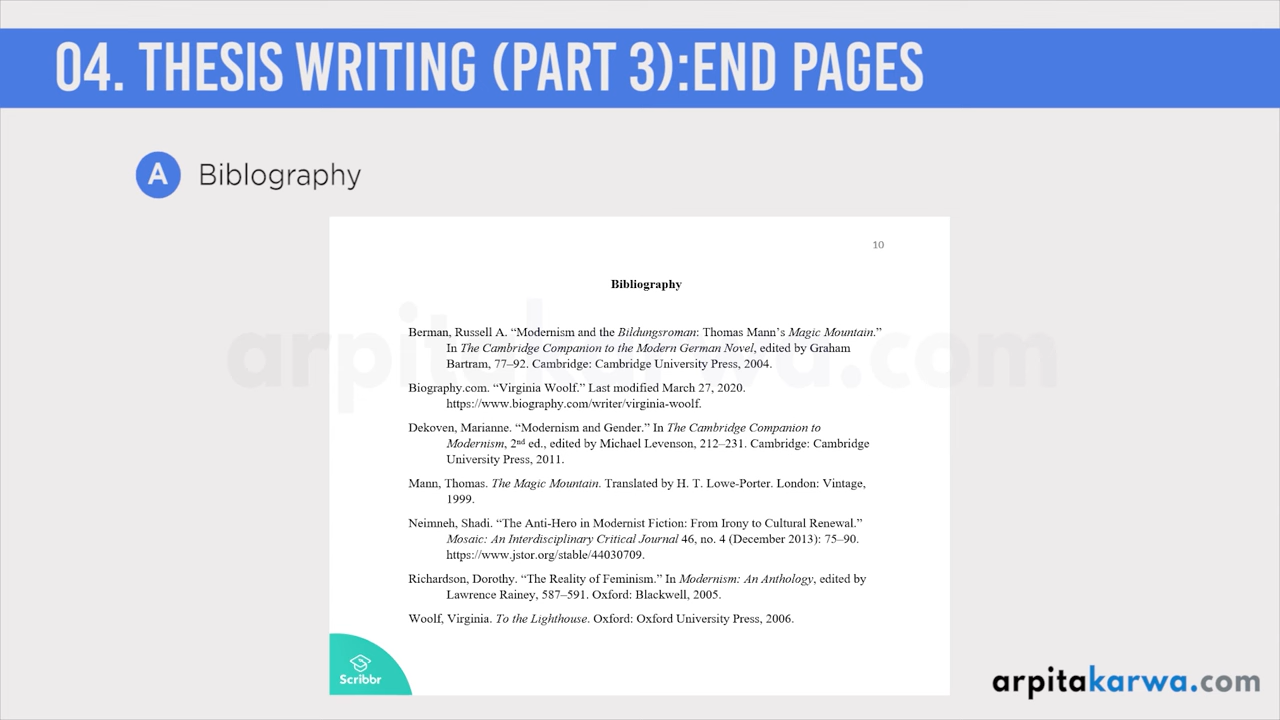 04. THESIS WRITING (PART 3):END PAGES
A Biblography
10
Bibliography
Berman, Russell A. “Modernism and the Bildungsroman: Thomas Mann’s Magic Mountain.”
In The Cambridge Companion to the Modern German Novel, edited by Graham
Bartram, 77–92. Cambridge: Cambridge University Press, 2004.
Biography.com. “Virginia Woolf.” Last modified March 27, 2020.
https://www.biography.com/writer/virginia-woolf.
Dekoven, Marianne. “Modernism and Gender.” In The Cambridge Companion to
Modernism, 2nd ed., edited by Michael Levenson, 212–231. Cambridge: Cambridge
University Press, 2011.
Mann, Thomas. The Magic Mountain. Translated by H. T. Lowe-Porter. London: Vintage,
1999.
Neimneh, Shadi. “The Anti-Hero in Modernist Fiction: From Irony to Cultural Renewal.”
Mosaic: An Interdisciplinary Critical Journal 46, no. 4 (December 2013): 75–90.
https://www.jstor.org/stable/44030709.
Richardson, Dorothy. “The Reality of Feminism.” In Modernism: An Anthology, edited by
Lawrence Rainey, 587–591. Oxford: Blackwell, 2005.
Woolf, Virginia. To the Lighthouse. Oxford: Oxford University Press, 2006.
arpitakarwa.com
Scribbr
arpitakarwa.com